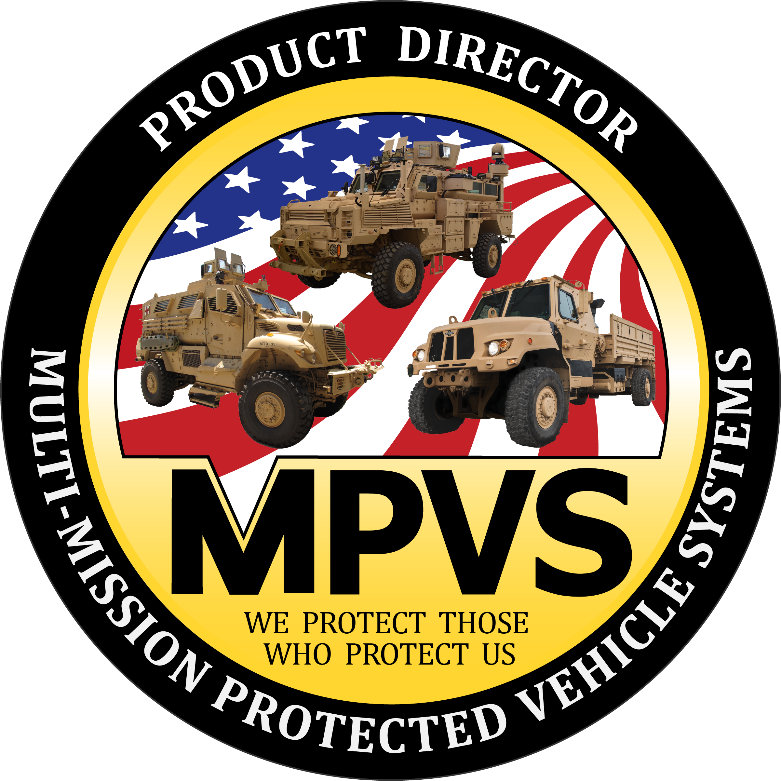 PRODUCT DIRECTOR
MPVS
WE PROTECT THOSE
WHO PROTECT US
MULTI-MISSION PROTECTED VEHICLE SYSTEMS